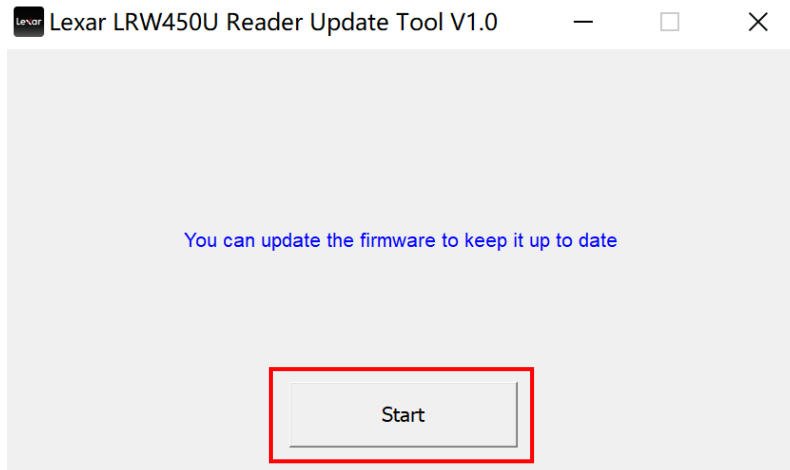 Lexar Lexar LRW450U Reader Update Tool V1.0
You can update the firmware to keep it up to date
Start